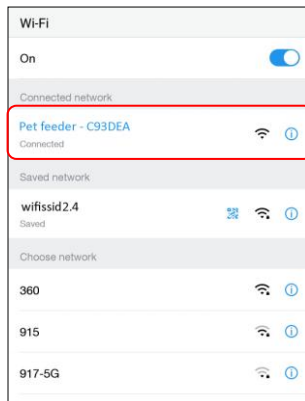 Wi-Fi
On
Connected network
Pet feeder - C93DEA
Connected
Saved network
wifissid2.4
Saved
Choose network
360
915
917-5G